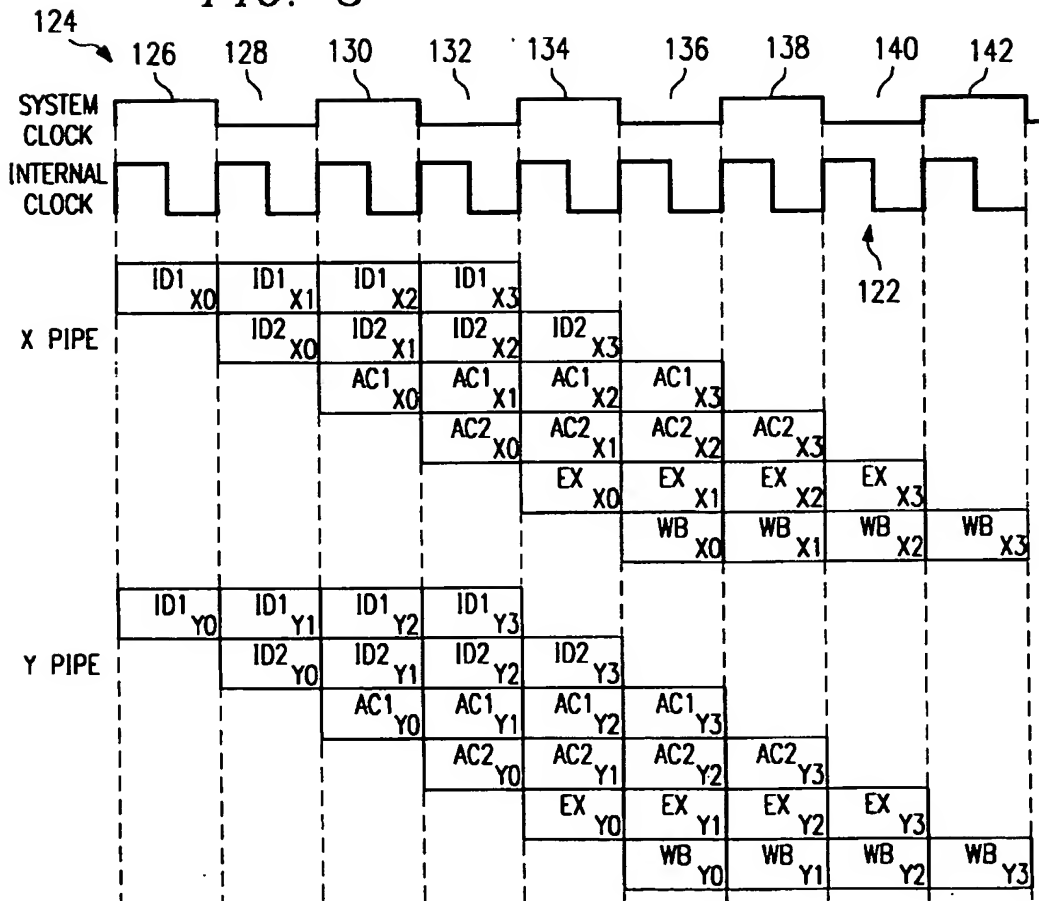 124
126 128 130 132 134 136 138 140 142
SYSTEM
CLOCK
INTERNAL
CLOCK
122
ID1 X0 ID1 X1 ID1 X2 ID1 X3
X PIPE
ID2 X0 ID2 X1 ID2 X2 ID2 X3
AC1 X0 AC1 X1 AC1 X2 AC1 X3
AC2 X0 AC2 X1 AC2 X2 AC2 X3
EX X0 EX X1 EX X2 EX X3
WB X0 WB X1 WB X2 WB X3
ID1 Y0 ID1 Y1 ID1 Y2 ID1 Y3
Y PIPE
ID2 Y0 ID2 Y1 ID2 Y2 ID2 Y3
AC1 Y0 AC1 Y1 AC1 Y2 AC1 Y3
AC2 Y0 AC2 Y1 AC2 Y2 AC2 Y3
EX Y0 EX Y1 EX Y2 EX Y3
WB Y0 WB Y1 WB Y2 WB Y3